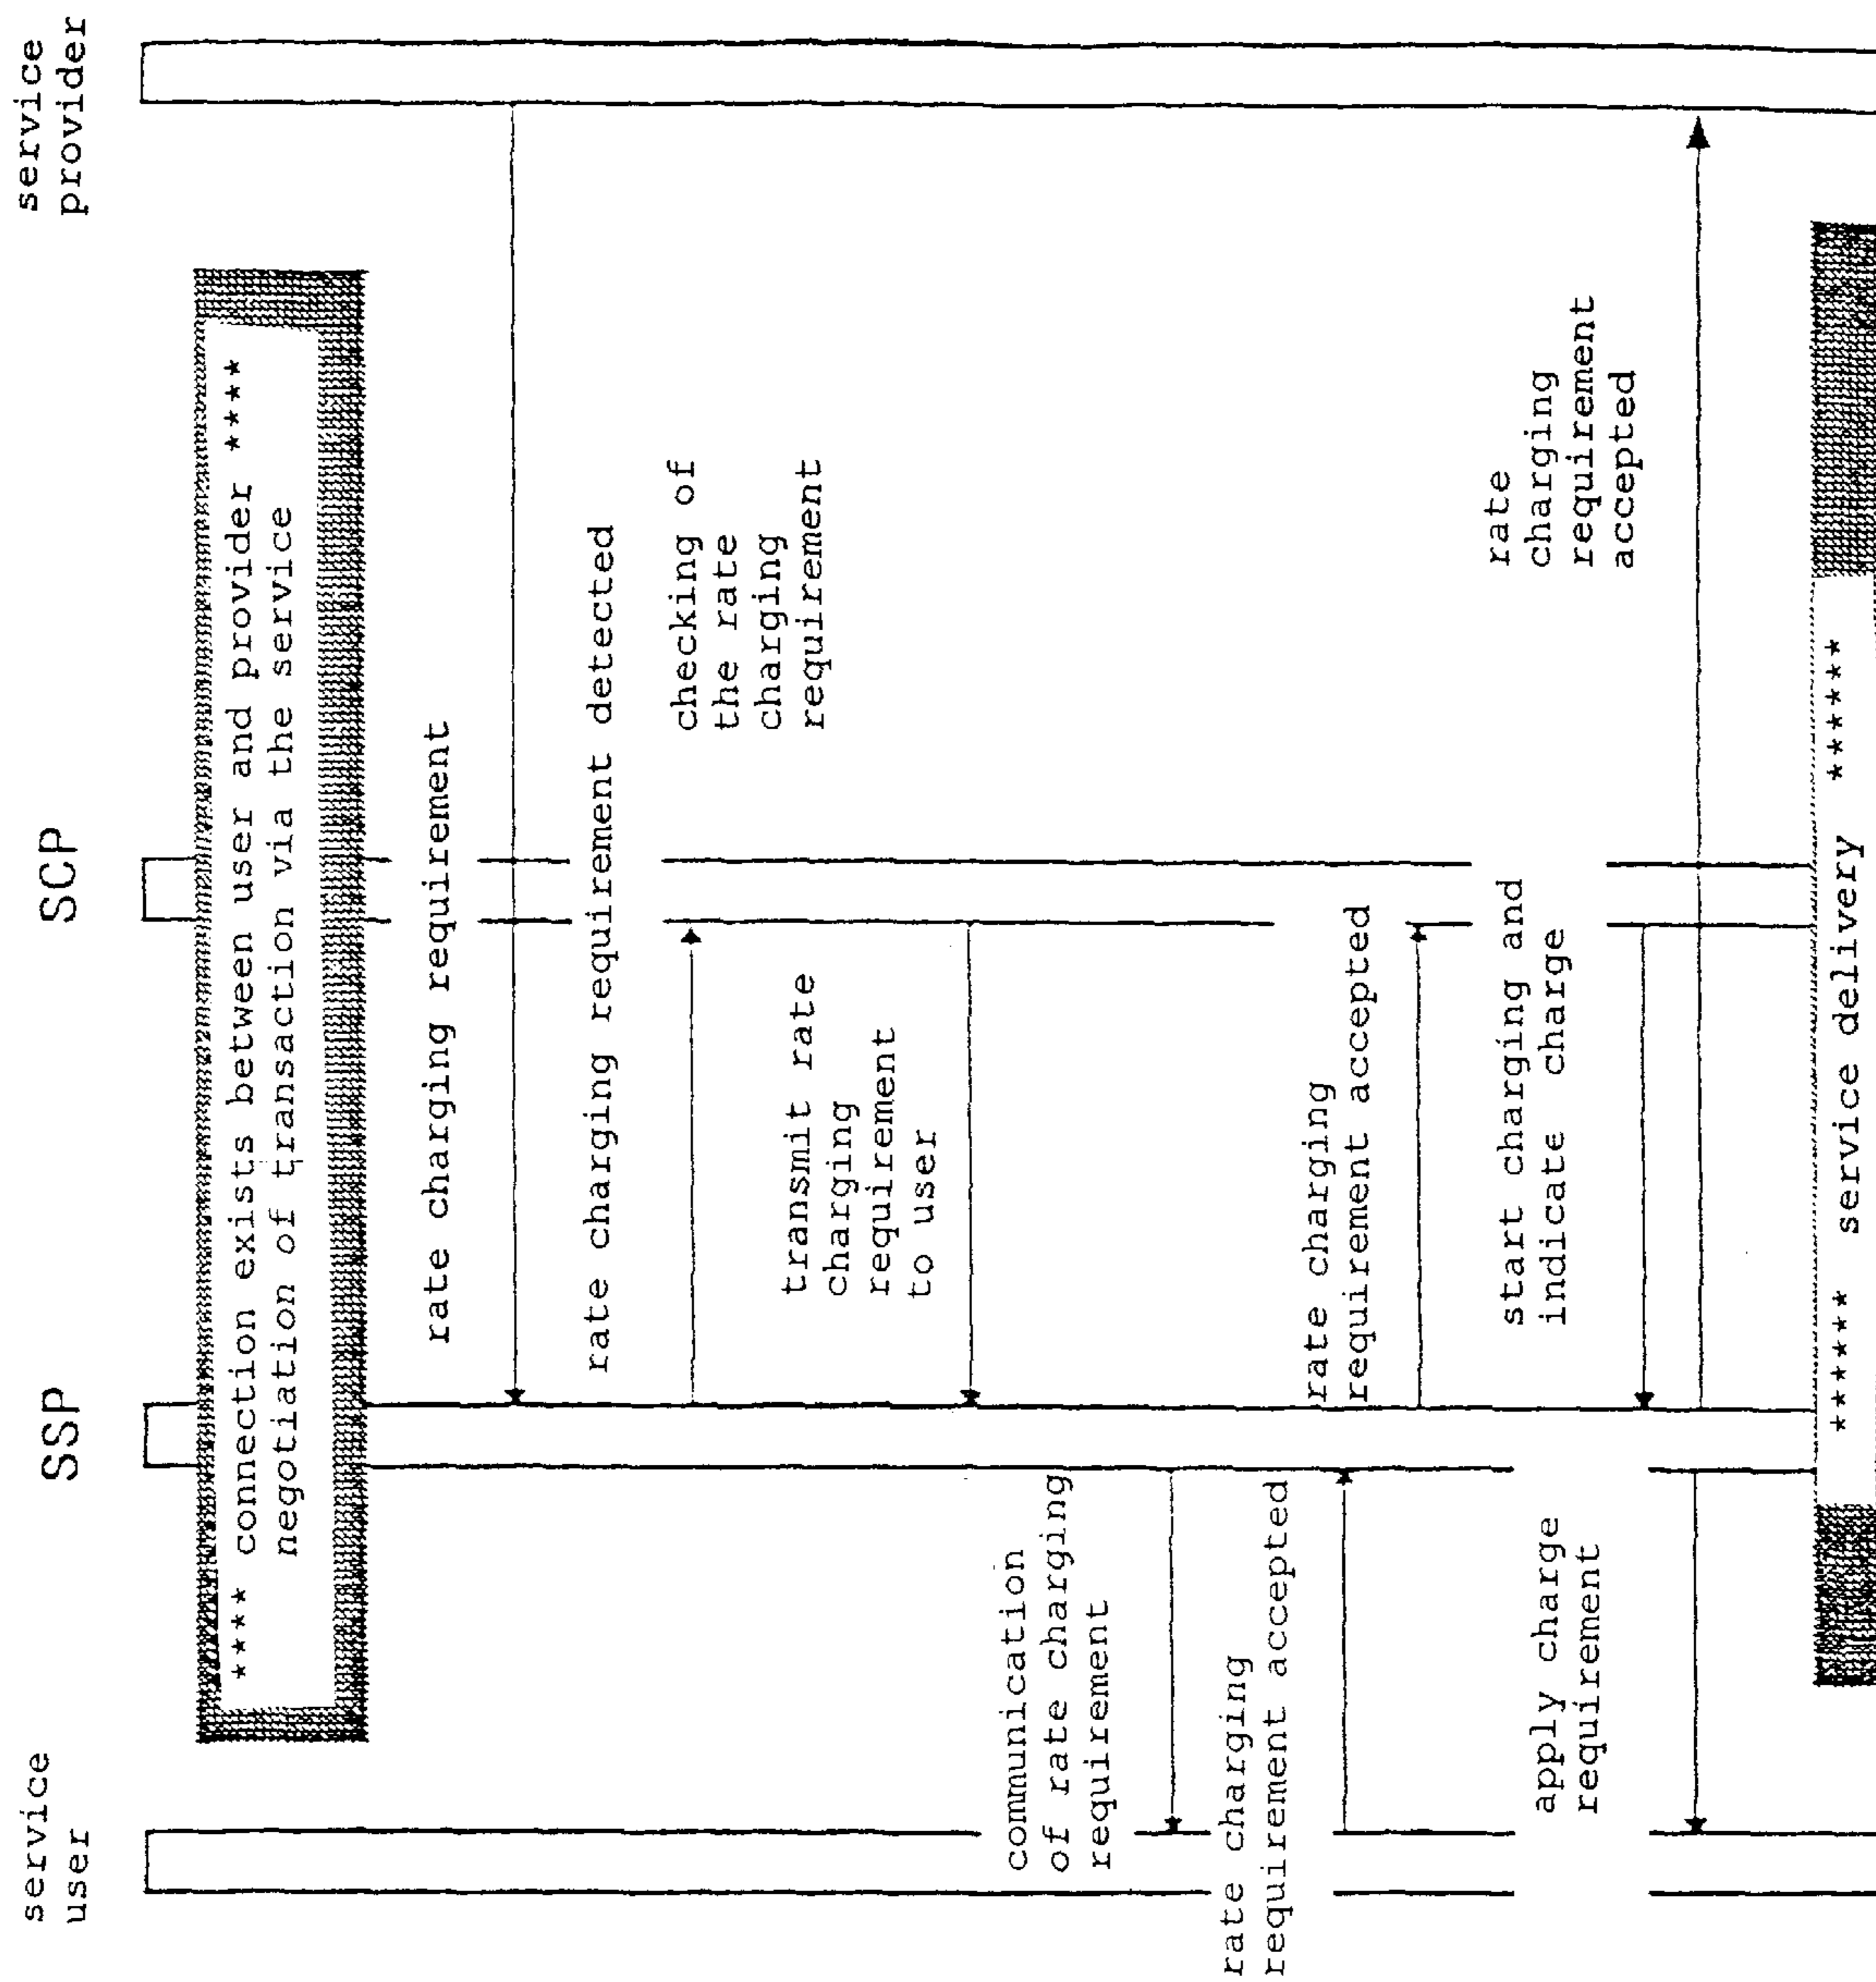 service
user
SSP
SCP
service
provider
**** connection exists between user and provider ****
negotiation of transaction via the service
rate charging requirement
rate charging requirement detected
checking of
the rate
charging
requirement
transmit rate
charging
requirement
to user
communication
of rate charging
requirement
rate charging
requirement accepted
rate charging
requirement accepted
start charging and
indicate charge
rate
charging
requirement
accepted
apply charge
requirement
***** service delivery *****